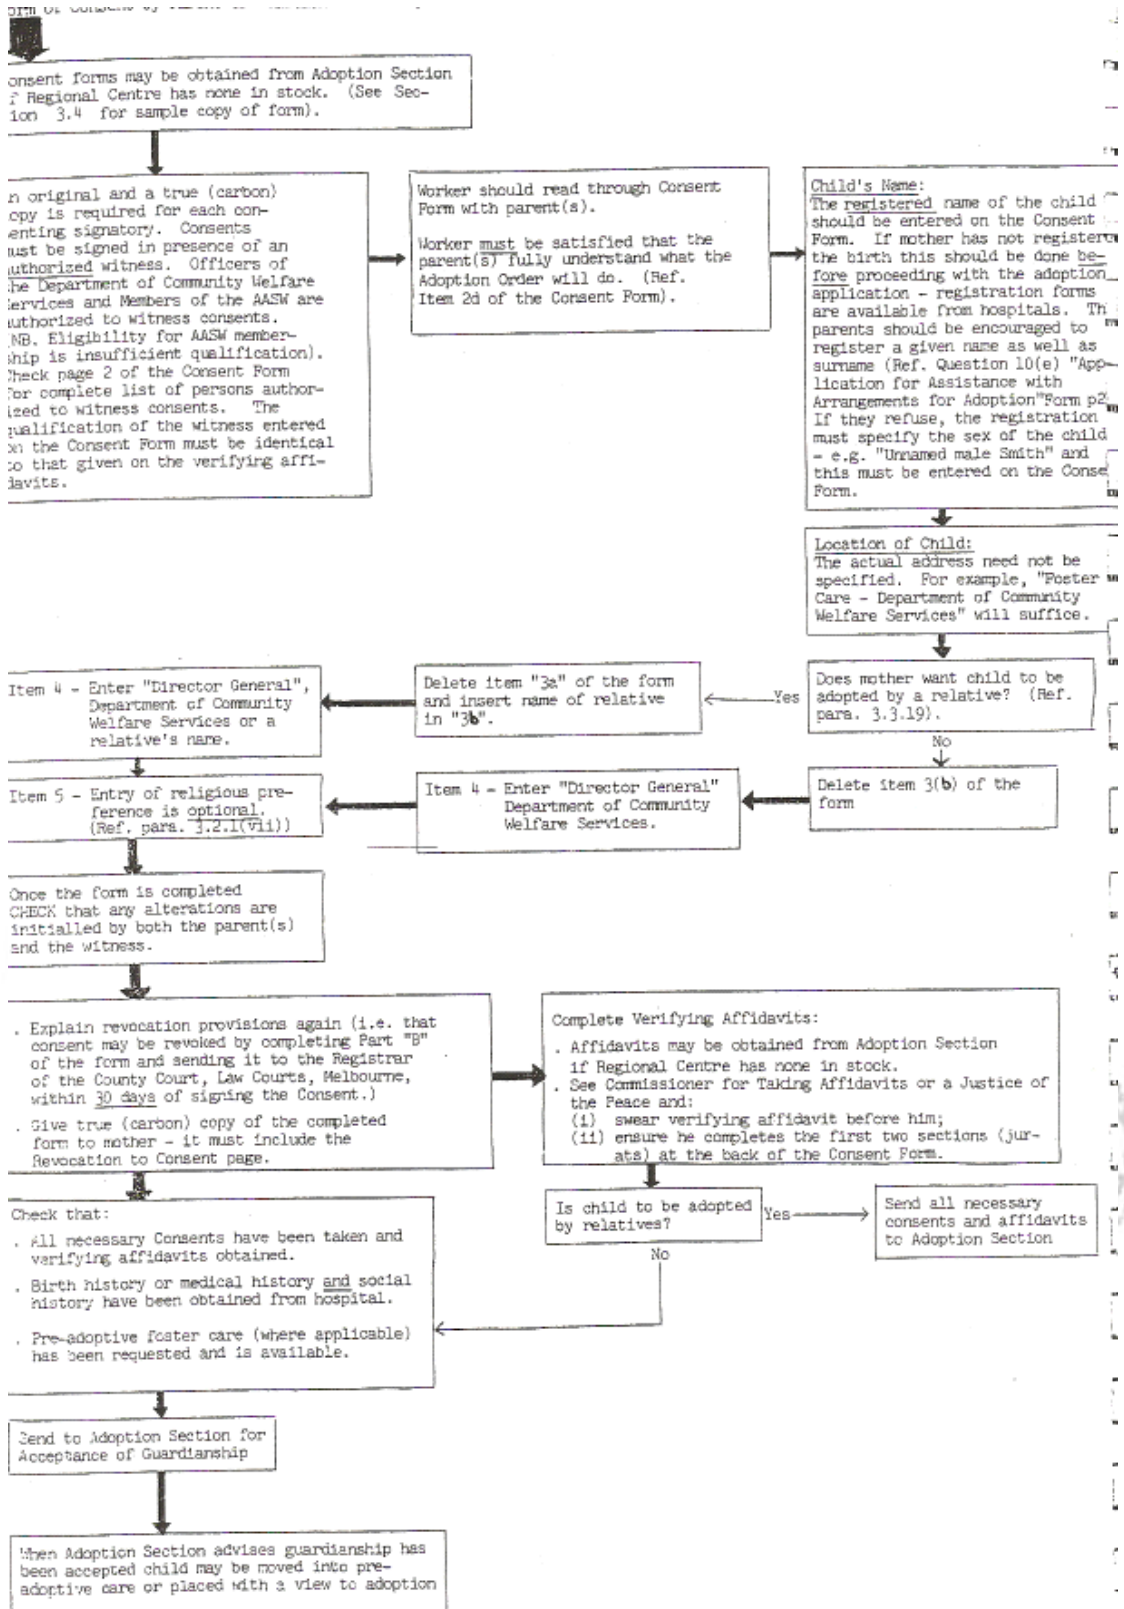 onsent forms may be obtained from Adoption Section
f Regional Centre has none in stock. (See Sec-
ion 3.4 for sample copy of form).
n original and a true (carbon)
opy is required for each con-
enting signatory. Consents
ust be signed in presence of an
uthorized witness. Officers of
he Department of Community Welfare
ervices and Members of the AASW are
uthorized to witness consents.
NB. Eligibility for AASW member-
hip is insufficient qualification).
heck page 2 of the Consent Form
or complete list of persons author-
ized to witness consents. The
qualification of the witness entered
on the Consent Form must be identical
to that given on the verifying affi-
davits.
Worker should read through Consent
Form with parent(s).
Worker must be satisfied that the
parent(s) fully understand what the
Adoption Order will do. (Ref.
Item 2d of the Consent Form).
Child's Name:
The registered name of the child
should be entered on the Consent
Form. If mother has not registere
the birth this should be done be-
fore proceeding with the adoption
application - registration forms
are available from hospitals. Th
parents should be encouraged to
register a given name as well as
surname (Ref. Question 10(e) "App-
lication for Assistance with
Arrangements for Adoption"Form p2
If they refuse, the registration
must specify the sex of the child
- e.g. "Unnamed male Smith" and
this must be entered on the Conse
Form.
Location of Child:
The actual address need not be
specified. For example, "Foster
Care - Department of Community
Welfare Services" will suffice.
Does mother want child to be
adopted by a relative? (Ref.
para. 3.3.19).
Yes
Delete item "3a" of the form
and insert name of relative
in "3b".
Item 4 - Enter "Director General",
Department of Community
Welfare Services or a
relative's name.
No
Delete item 3(b) of the
form
Item 4 - Enter "Director General"
Department of Community
Welfare Services.
Item 5 - Entry of religious pre-
ference is optional.
(Ref. para. 3.2.1(vii))
Once the form is completed
CHECK that any alterations are
initialled by both the parent(s)
and the witness.
. Explain revocation provisions again (i.e. that
consent may be revoked by completing Part "B"
of the form and sending it to the Registrar
of the County Court, Law Courts, Melbourne,
within 30 days of signing the Consent.)
. Give true (carbon) copy of the completed
form to mother - it must include the
Revocation to Consent page.
Complete Verifying Affidavits:
. Affidavits may be obtained from Adoption Section
if Regional Centre has none in stock.
. See Commissioner for Taking Affidavits or a Justice of
the Peace and:
(i) swear verifying affidavit before him;
(ii) ensure he completes the first two sections (jur-
ats) at the back of the Consent Form.
Is child to be adopted
by relatives?
Yes
Send all necessary
consents and affidavits
to Adoption Section
No
Check that:
. All necessary Consents have been taken and
verifying affidavits obtained.
. Birth history or medical history and social
history have been obtained from hospital.
. Pre-adoptive foster care (where applicable)
has been requested and is available.
Send to Adoption Section for
Acceptance of Guardianship
When Adoption Section advises guardianship has
been accepted child may be moved into pre-
adoptive care or placed with a view to adoption